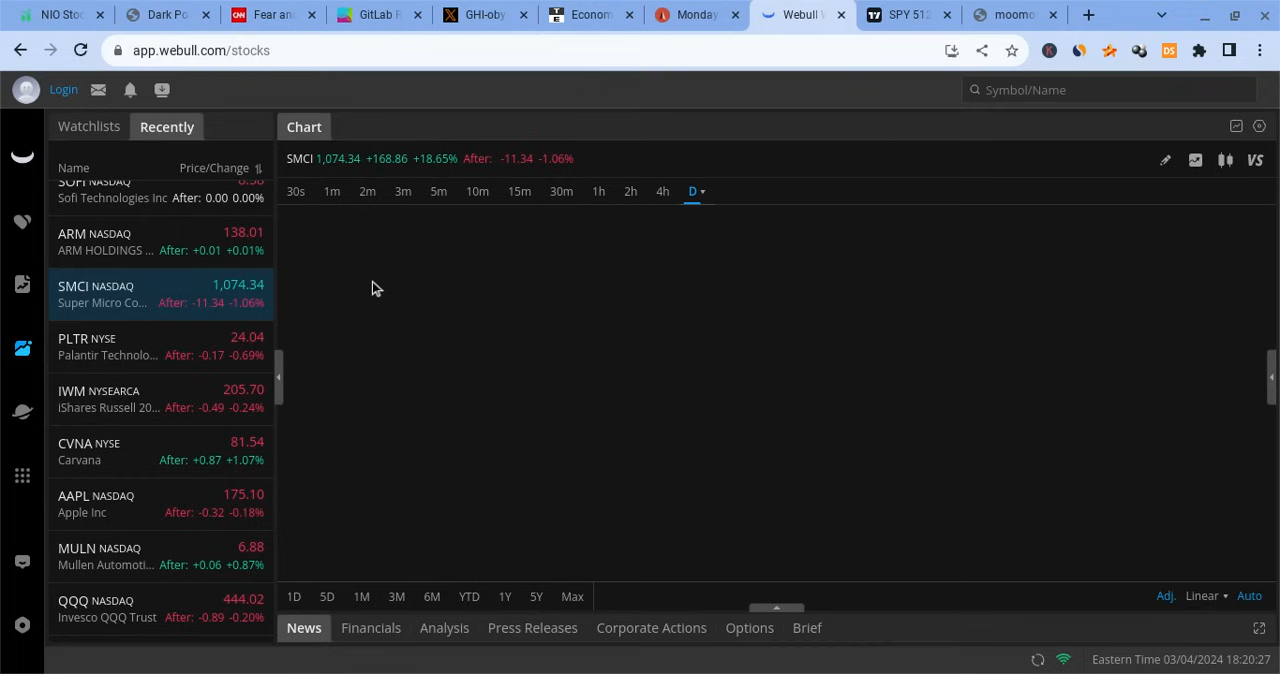 NIO Stoc
Dark Po
Fear an
GitLab R
GHI-oby
Econom
Monday
Webull W
SPY 512
moomo
app.webull.com/stocks
Login
Symbol/Name
Watchlists
Recently
Chart
Name
Price/Change
SMCI 1,074.34 +168.86 +18.65% After: -11.34 -1.06%
30s 1m 2m 3m 5m 10m 15m 30m 1h 2h 4h D
VS
SOFI NASDAQ
Sofi Technologies Inc After: 0.00 0.00%
ARM NASDAQ 138.01
ARM HOLDINGS ... After: +0.01 +0.01%
SMCI NASDAQ 1,074.34
Super Micro Co... After: -11.34 -1.06%
PLTR NYSE 24.04
Palantir Technolo... After: -0.17 -0.69%
IWM NYSEARCA 205.70
iShares Russell 20... After: -0.49 -0.24%
CVNA NYSE 81.54
Carvana After: +0.87 +1.07%
AAPL NASDAQ 175.10
Apple Inc After: -0.32 -0.18%
MULN NASDAQ 6.88
Mullen Automoti... After: +0.06 +0.87%
QQQ NASDAQ 444.02
Invesco QQQ Trust After: -0.89 -0.20%
1D 5D 1M 3M 6M YTD 1Y 5Y Max
Adj. Linear Auto
News Financials Analysis Press Releases Corporate Actions Options Brief
Eastern Time 03/04/2024 18:20:27